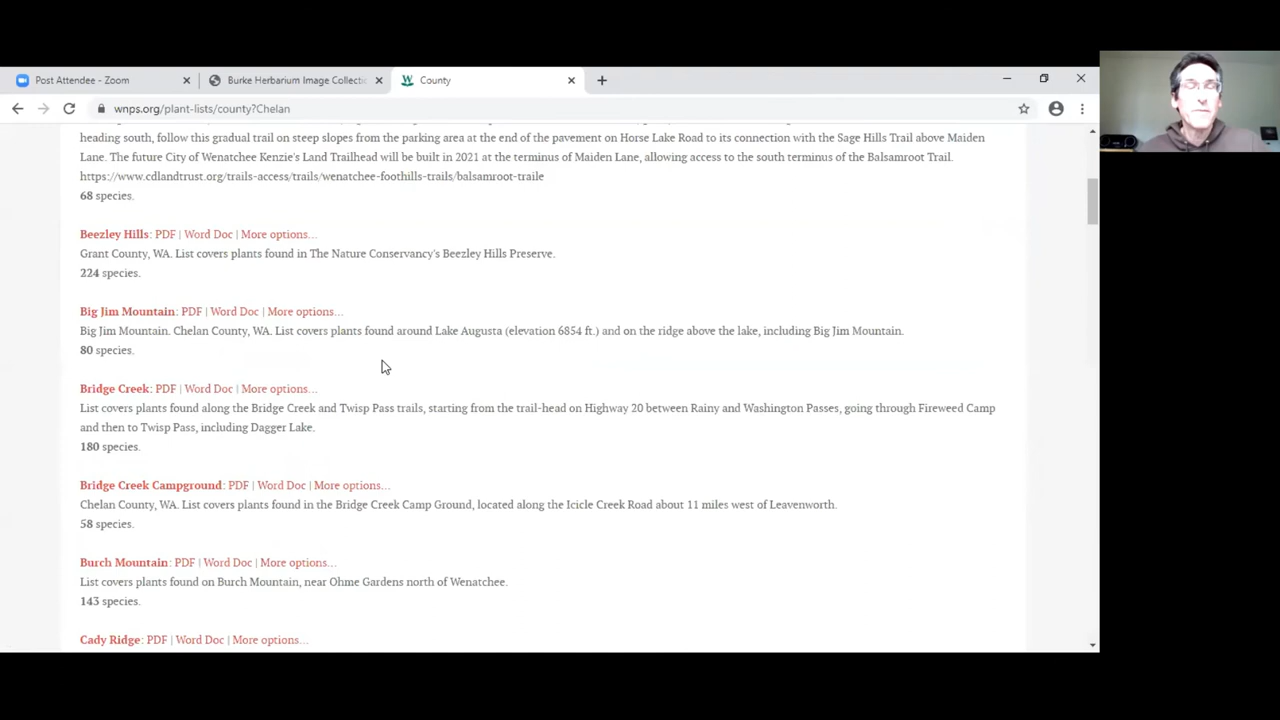 Post Attendee - Zoom
Burke Herbarium Image Collecti
County
wnps.org/plant-lists/county?Chelan
heading south, follow this gradual trail on steep slopes from the parking area at the end of the pavement on Horse Lake Road to its connection with the Sage Hills Trail above Maiden
Lane. The future City of Wenatchee Kenzie's Land Trailhead will be built in 2021 at the terminus of Maiden Lane, allowing access to the south terminus of the Balsamroot Trail.
https://www.cdlandtrust.org/trails-access/trails/wenatchee-foothills-trails/balsamroot-traile
68 species.
Beezley Hills: PDF | Word Doc | More options...
Grant County, WA. List covers plants found in The Nature Conservancy's Beezley Hills Preserve.
224 species.
Big Jim Mountain: PDF | Word Doc | More options...
Big Jim Mountain. Chelan County, WA. List covers plants found around Lake Augusta (elevation 6854 ft.) and on the ridge above the lake, including Big Jim Mountain.
80 species.
Bridge Creek: PDF | Word Doc | More options...
List covers plants found along the Bridge Creek and Twisp Pass trails, starting from the trail-head on Highway 20 between Rainy and Washington Passes, going through Fireweed Camp
and then to Twisp Pass, including Dagger Lake.
180 species.
Bridge Creek Campground: PDF | Word Doc | More options...
Chelan County, WA. List covers plants found in the Bridge Creek Camp Ground, located along the Icicle Creek Road about 11 miles west of Leavenworth.
58 species.
Burch Mountain: PDF | Word Doc | More options...
List covers plants found on Burch Mountain, near Ohme Gardens north of Wenatchee.
143 species.
Cady Ridge: PDF | Word Doc | More options...